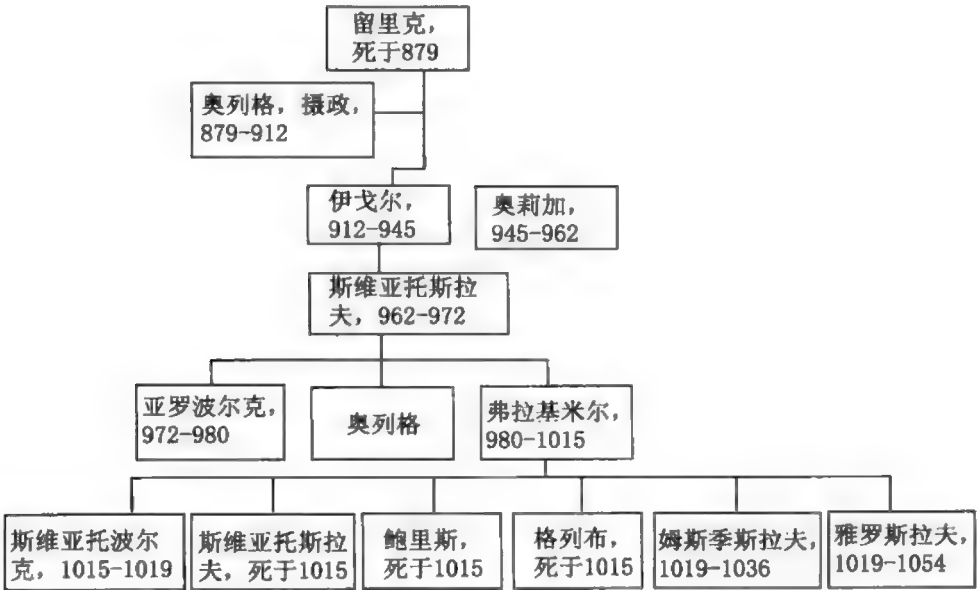 留里克，
死于879
奥列格，摄政，
879-912
伊戈尔，
912-945
奥莉加，
945-962
斯维亚托斯拉
夫，962-972
亚罗波尔克，
972-980
奥列格
弗拉基米尔，
980-1015
斯维亚托波尔
克，1015-1019
斯维亚托斯拉
夫，死于1015
鲍里斯，
死于1015
格列布，
死于1015
姆斯季斯拉夫，
1019-1036
雅罗斯拉夫，
1019-1054